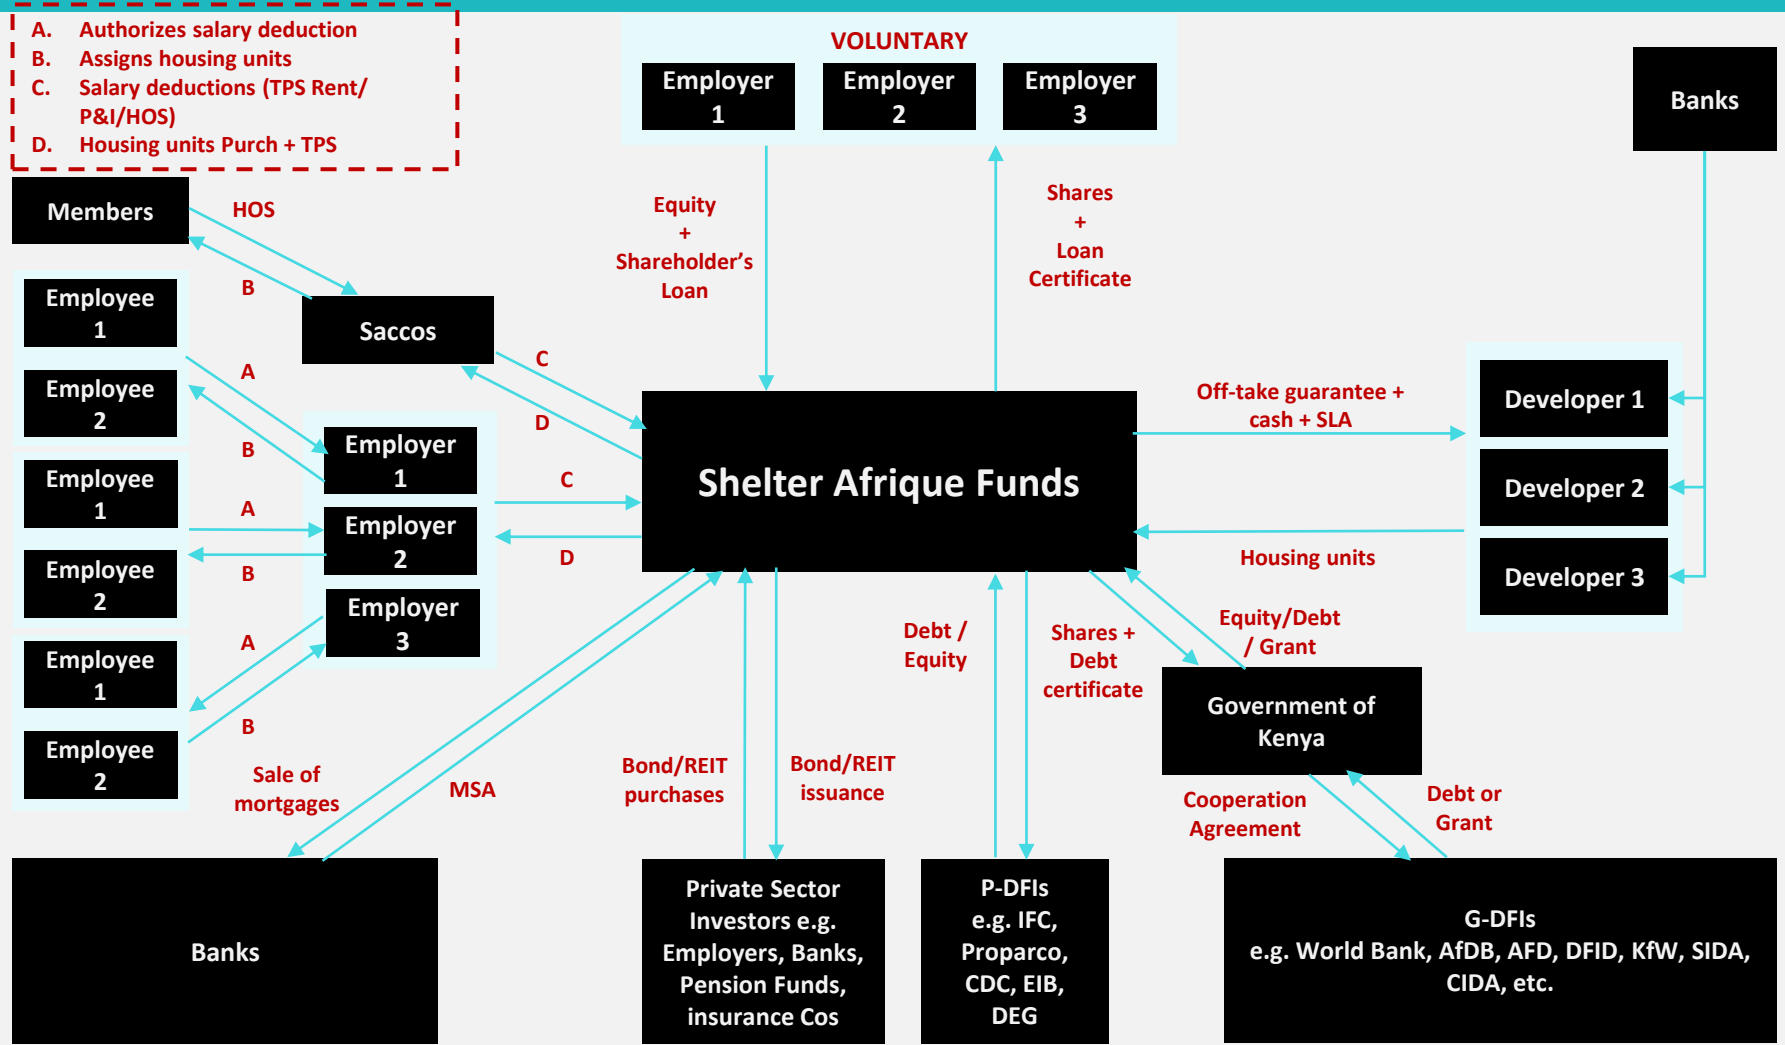 A. Authorizes salary deduction
B. Assigns housing units
C. Salary deductions (TPS Rent/
P&I/HOS)
D. Housing units Purch + TPS
VOLUNTARY
Employer
1
Employer
2
Employer
3
Banks
Members
HOS
B
Employee
1
Employee
2
Employee
1
Employee
2
Employee
1
Employee
2
Saccos
A
B
A
B
A
B
Employer
1
Employer
2
Employer
3
C
D
C
D
Equity
+
Shareholder's
Loan
Shares
+
Loan
Certificate
Shelter Afrique Funds
Off-take guarantee +
cash + SLA
Housing units
Developer 1
Developer 2
Developer 3
Sale of
mortgages
MSA
Bond/REIT
purchases
Bond/REIT
issuance
Debt /
Equity
Shares +
Debt
certificate
Equity/Debt
/ Grant
Government of
Kenya
Cooperation
Agreement
Debt or
Grant
Banks
Private Sector
Investors e.g.
Employers, Banks,
Pension Funds,
insurance Cos
P-DFIs
e.g. IFC,
Proparco,
CDC, EIB,
DEG
G-DFIs
e.g. World Bank, AfDB, AFD, DFID, KfW, SIDA,
CIDA, etc.